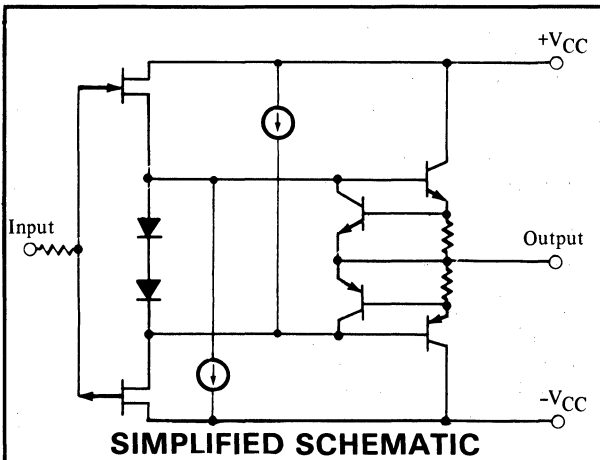 +VCC
Input
Output
-VCC
SIMPLIFIED SCHEMATIC